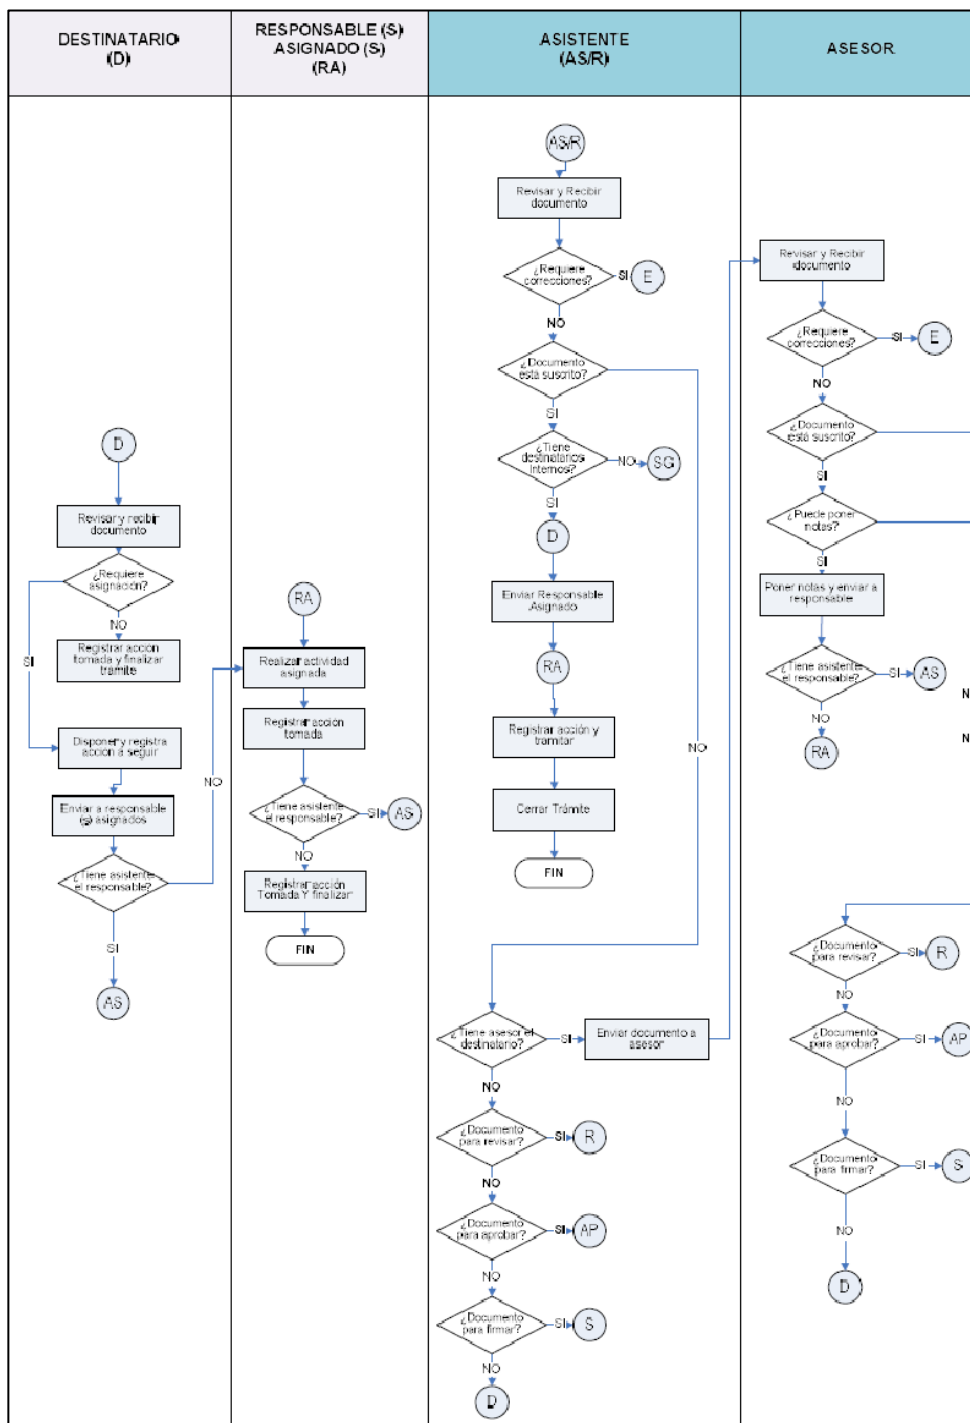 DESTINATARIO
(D)
RESPONSABLE (S)
ASIGNADO (S)
(RA)
ASISTENTE
(AS/R)
ASESOR
D
Revisar y recibir
documento
¿Requiere
asignación?
NO
SI
Registrar acción
tomada y finalizar
trámite
Disponer y registra
acción a seguir
Enviar a responsable
(s) asignados
¿Tiene asistente
el responsable?
NO
SI
AS
RA
Realizar actividad
asignada
Registrar acción
tomada
¿Tiene asistente
el responsable?
SI
AS
NO
Registrar acción
Tomada Y finalizar
FIN
AS/R
Revisar y Recibir
documento
¿Requiere
correcciones?
SI
E
NO
¿Documento
está suscrito?
SI
NO
¿Tiene
destinatarios
internos?
NO
SG
SI
D
Enviar Responsable
Asignado
RA
Registrar acción y
tramitar
Cerrar Trámite
FIN
¿Tiene asesor el
destinatario?
SI
Enviar documento a
asesor
NO
¿Documento
para revisar?
SI
R
NO
¿Documento
para aprobar?
SI
AP
NO
¿Documento
para firmar?
SI
S
NO
D
Revisar y Recibir
documento
¿Requiere
correcciones?
SI
E
NO
¿Documento
está suscrito?
SI
¿Puede poner
notas?
SI
Poner notas y enviar a
responsable
¿Tiene asistente
el responsable?
SI
AS
NO
RA
N
N
¿Documento
para revisar?
SI
R
NO
¿Documento
para aprobar?
SI
AP
NO
¿Documento
para firmar?
SI
S
NO
D